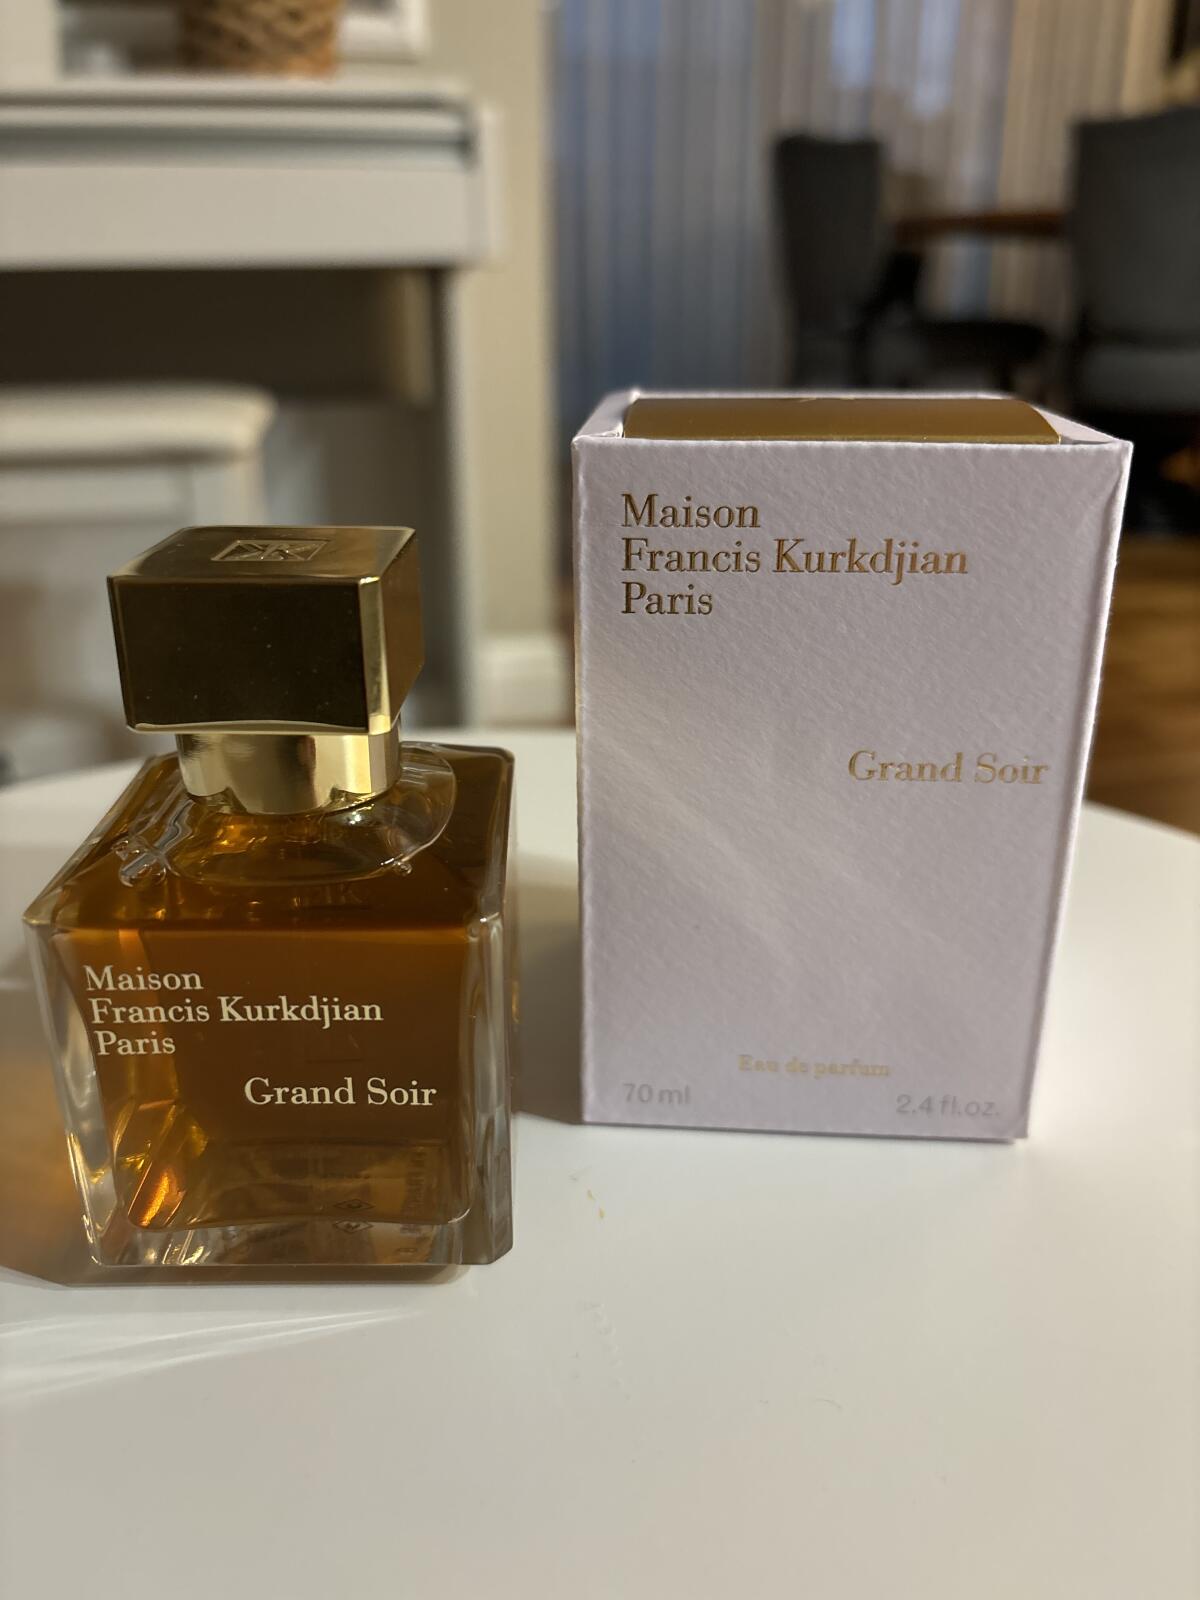 Maison
Francis Kurkdjian
Paris
Grand Soir
Maison
Francis Kurkdjian
Paris
Grand Soir
Eau de parfum
70 ml
2.4 fl.oz.